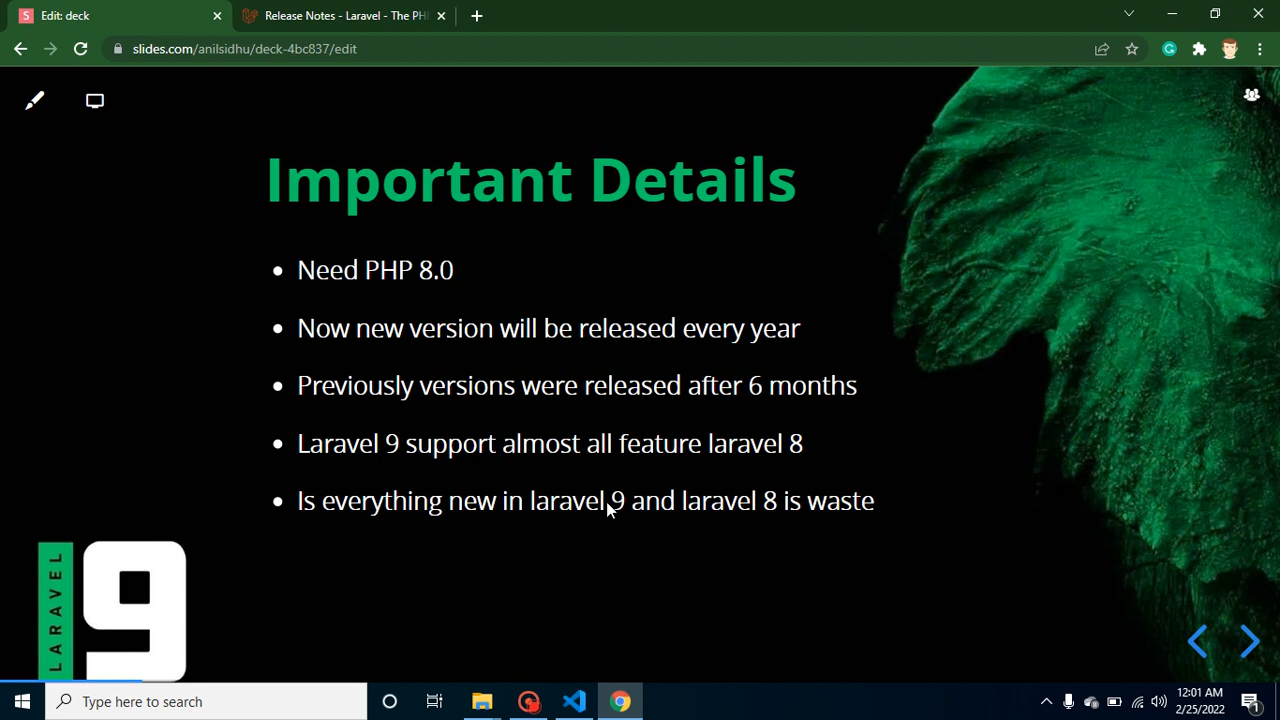 Edit: deck
Release Notes - Laravel - The PH
slides.com/anilsidhu/deck-4bc837/edit
Important Details
Need PHP 8.0
Now new version will be released every year
Previously versions were released after 6 months
Laravel 9 support almost all feature laravel 8
Is everything new in laravel 9 and laravel 8 is waste
LARAVEL
9
Type here to search
12:01 AM
2/25/2022
1